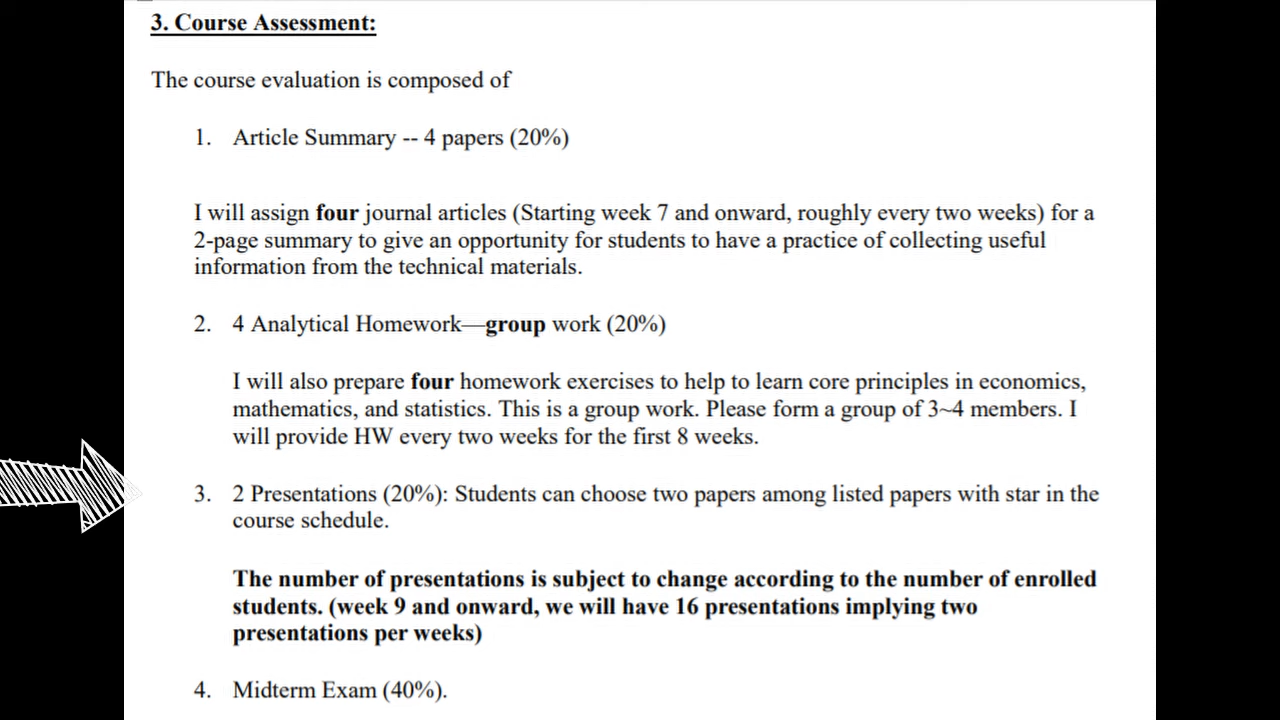 3. Course Assessment:
The course evaluation is composed of
1. Article Summary -- 4 papers (20%)
I will assign four journal articles (Starting week 7 and onward, roughly every two weeks) for a
2-page summary to give an opportunity for students to have a practice of collecting useful
information from the technical materials.
2. 4 Analytical Homework—group work (20%)
I will also prepare four homework exercises to help to learn core principles in economics,
mathematics, and statistics. This is a group work. Please form a group of 3~4 members. I
will provide HW every two weeks for the first 8 weeks.
3. 2 Presentations (20%): Students can choose two papers among listed papers with star in the
course schedule.
The number of presentations is subject to change according to the number of enrolled
students. (week 9 and onward, we will have 16 presentations implying two
presentations per weeks)
4. Midterm Exam (40%).